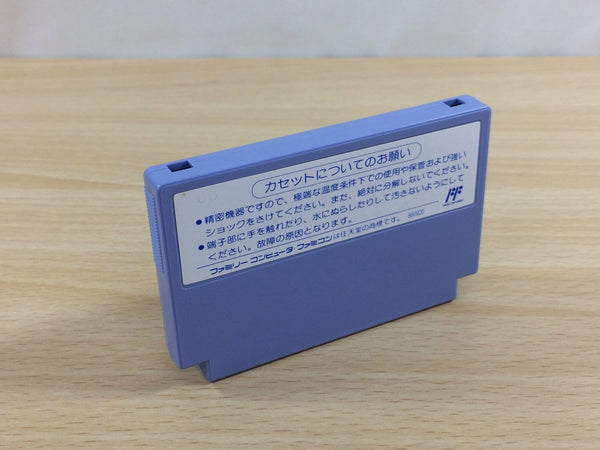 カセットについてのお願い
●精密機器ですので、極端な温度条件下での使用や保管および強い
ショックをさけてください。また、絶対に分解しないでください。
●端子部に手を触れたり、水にぬらしたりして汚さないようにして
ください。故障の原因となります。
ファミリーコンピュータ・ファミコンは任天堂の商標です。
FF